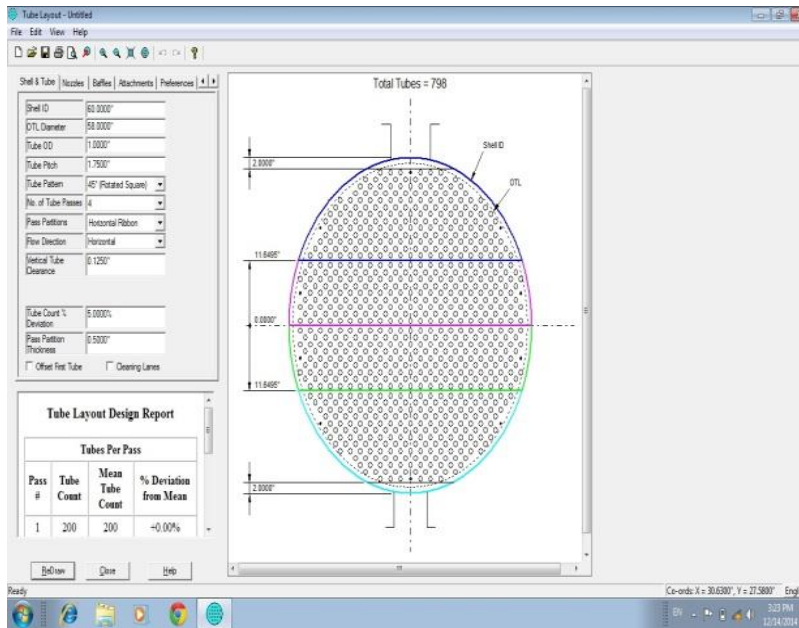 Tube Layout - Untitled
File Edit View Help
Shell & Tube Nozzles Baffles Attachments Preferences
Shell ID 60.0000"
OTL Diameter 58.0000"
Tube OD 1.0000"
Tube Pitch 1.7500"
Tube Pattern 45° (Rotated Square)
No. of Tube Passes 4
Pass Partitions Horizontal Ribbon
Flow Direction Horizontal
Vertical Tube Clearance 0.1250"
Tube Count % Deviation 5.0000%
Pass Partition Thickness 0.5000"
Offset First Tube Cleaning Lanes
Tube Layout Design Report
Tubes Per Pass
Pass # Tube Count Mean Tube Count % Deviation from Mean
1 200 200 +0.00%
ReDraw Close Help
Total Tubes = 798
Shell ID
OTL
2.0000"
11.6495"
0.0000"
11.6495"
2.0000"
Ready
Co-ords: X = 30.6300", Y = 27.5800" Engl
EN
3:23 PM
12/14/2014